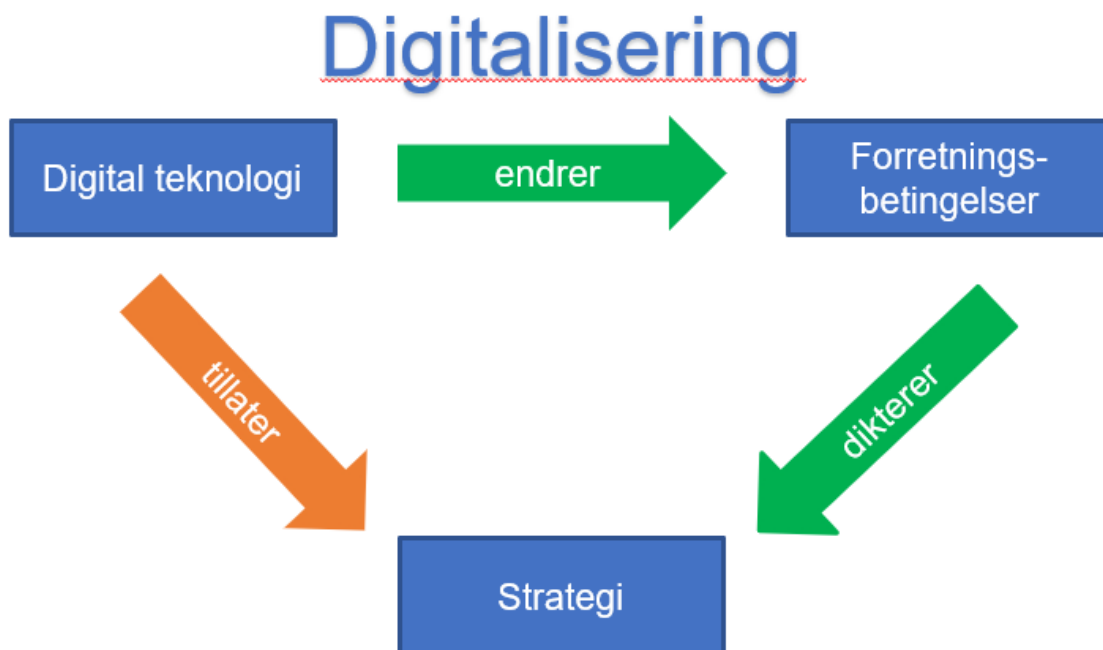 Digitalisering
Digital teknologi
endrer
Forretnings-
betingelser
tillater
dikterer
Strategi